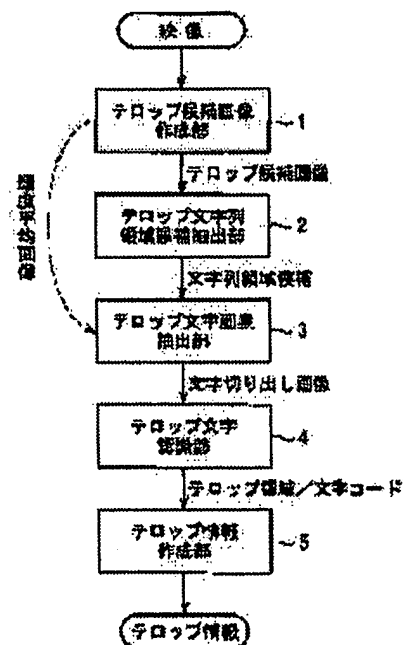 映像
テロップ候補画像
作成部
1
テロップ候補画像
テロップ文字列
領域候補抽出部
2
文字列領域候補
テロップ文字画素
抽出部
3
文字切り出し画像
テロップ文字
認識部
4
テロップ領域／文字コード
テロップ情報
作成部
5
テロップ情報